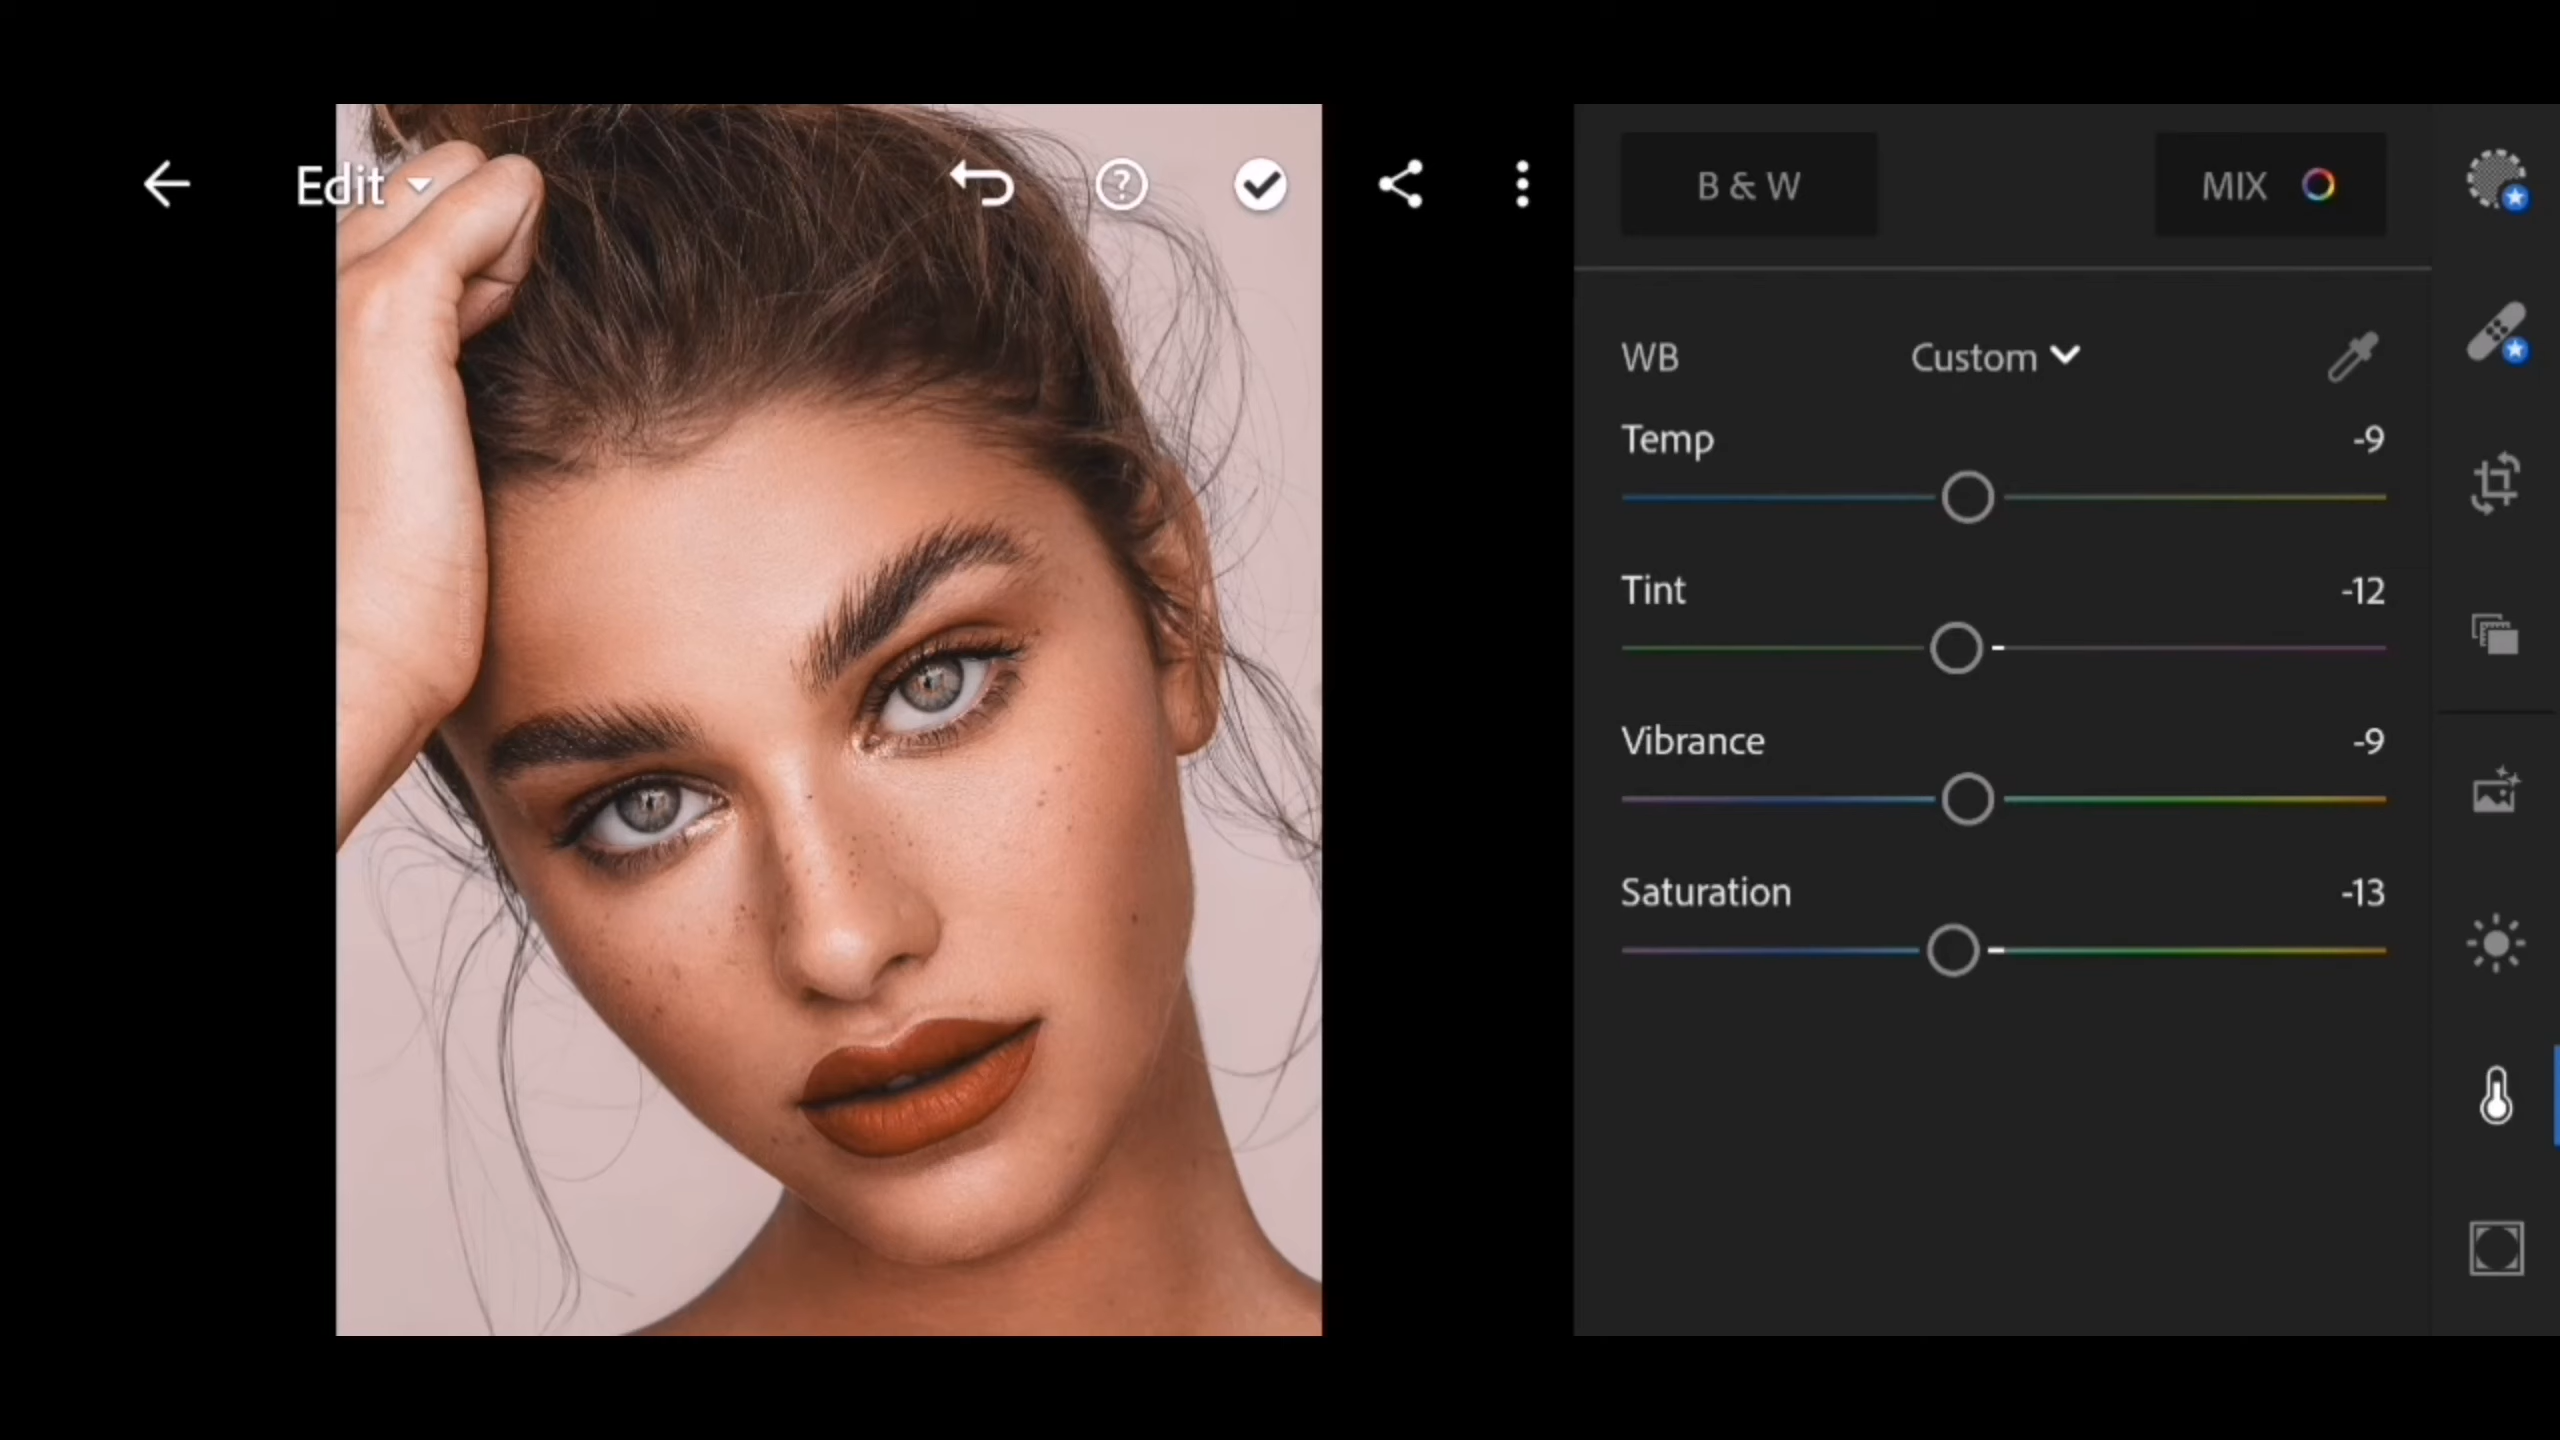 Edit
?
B & W
MIX
WB Custom
Temp -9
Tint -12
Vibrance -9
Saturation -13